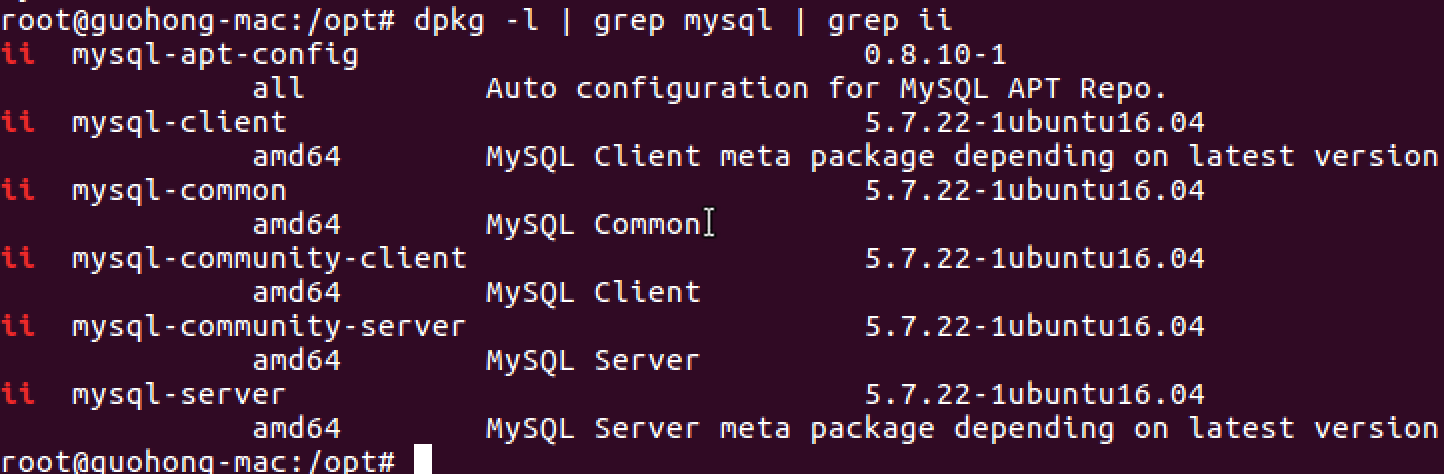 root@guohong-mac:/opt# dpkg -l | grep mysql | grep ii
ii  mysql-apt-config                            0.8.10-1
              all          Auto configuration for MySQL APT Repo.
ii  mysql-client                                5.7.22-1ubuntu16.04
              amd64        MySQL Client meta package depending on latest version
ii  mysql-common                                5.7.22-1ubuntu16.04
              amd64        MySQL Common
ii  mysql-community-client                      5.7.22-1ubuntu16.04
              amd64        MySQL Client
ii  mysql-community-server                      5.7.22-1ubuntu16.04
              amd64        MySQL Server
ii  mysql-server                                5.7.22-1ubuntu16.04
              amd64        MySQL Server meta package depending on latest version
root@guohong-mac:/opt#